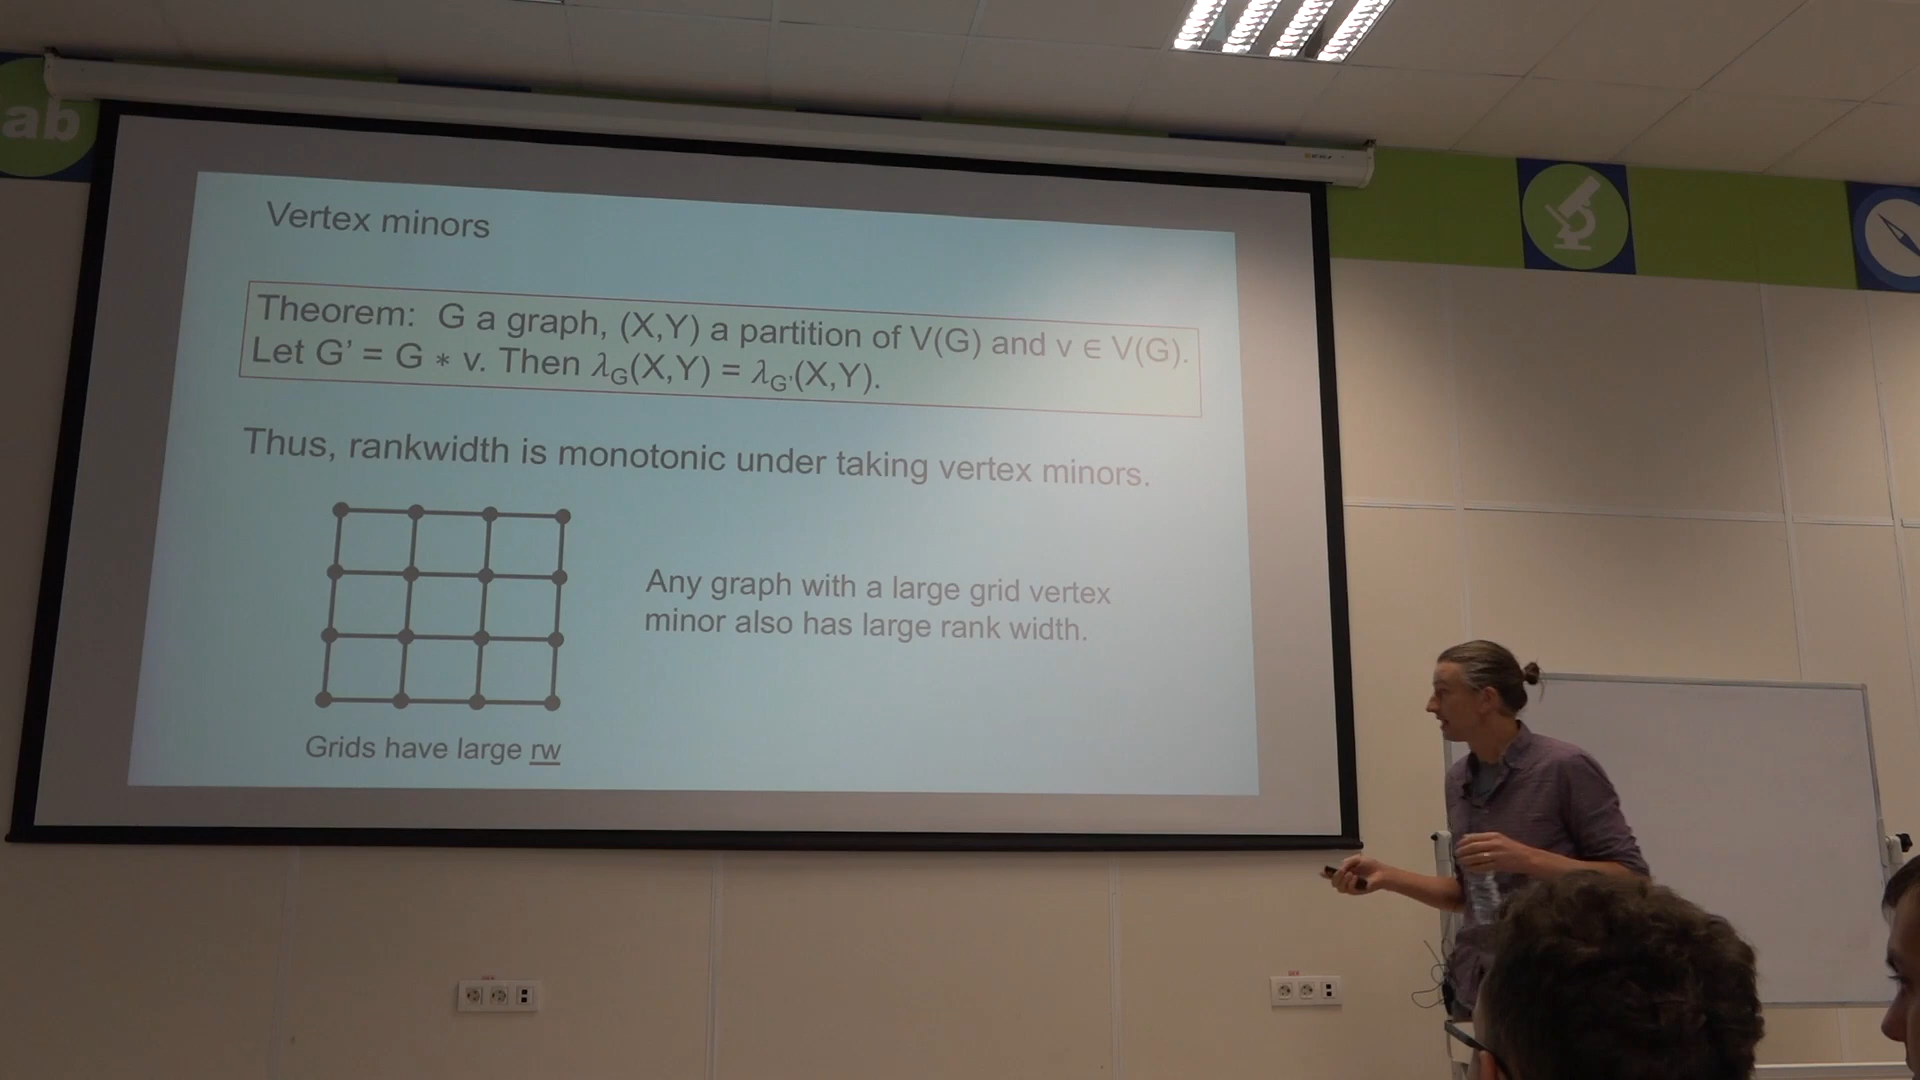 ab
Vertex minors
Theorem: G a graph, (X,Y) a partition of V(G) and v ∈ V(G).
Let G' = G ∗ v. Then λG(X,Y) = λG'(X,Y).
Thus, rankwidth is monotonic under taking vertex minors.
Any graph with a large grid vertex
minor also has large rank width.
Grids have large rw